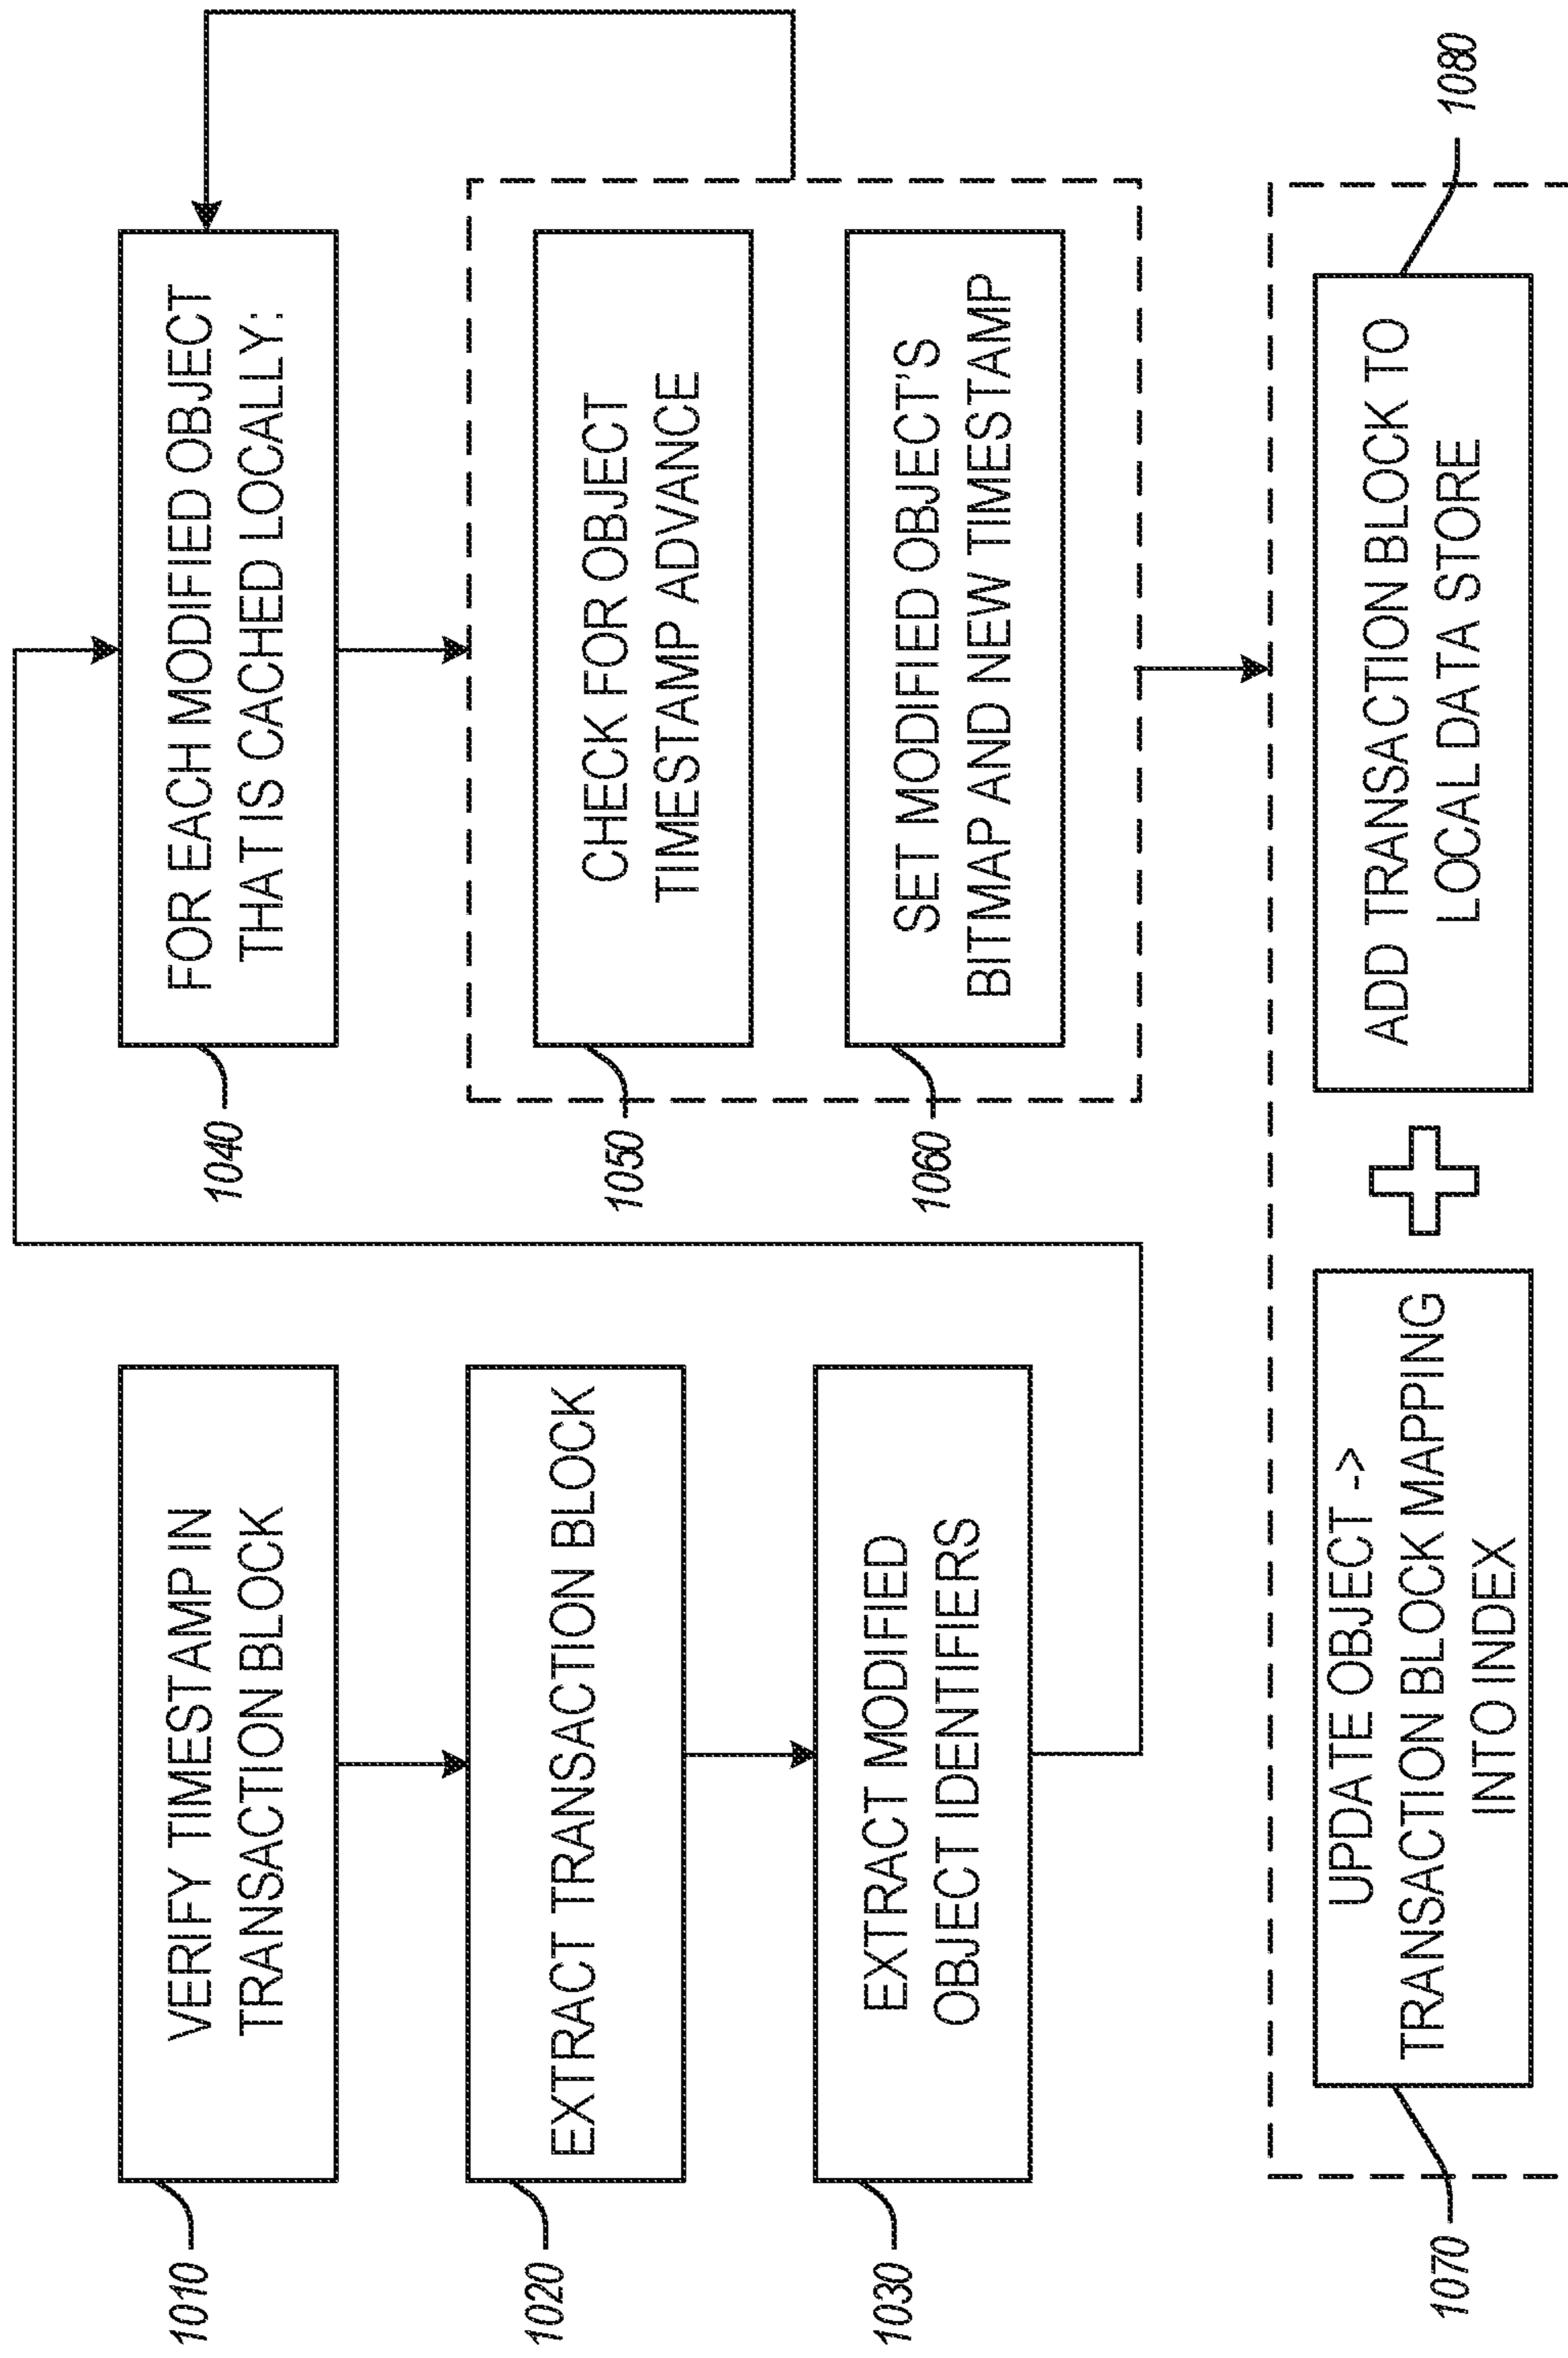 1010
VERIFY TIMESTAMP IN
TRANSACTION BLOCK
1020
EXTRACT TRANSACTION BLOCK
1030
EXTRACT MODIFIED
OBJECT IDENTIFIERS
1040
FOR EACH MODIFIED OBJECT
THAT IS CACHED LOCALLY:
1050
CHECK FOR OBJECT
TIMESTAMP ADVANCE
1060
SET MODIFIED OBJECT'S
BITMAP AND NEW TIMESTAMP
1070
UPDATE OBJECT ->
TRANSACTION BLOCK MAPPING
INTO INDEX
1080
ADD TRANSACTION BLOCK TO
LOCAL DATA STORE